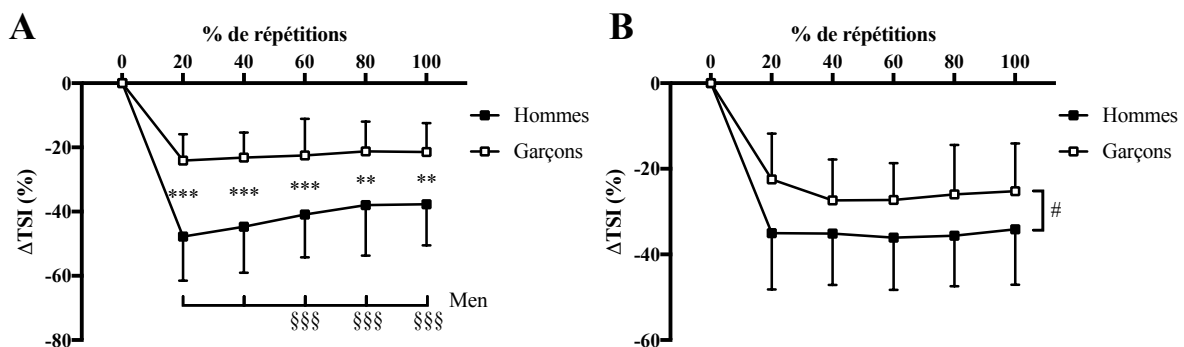 A
% de répétitions
0 20 40 60 80 100
0
-20
-40
-60
-80
ΔTSI (%)
Hommes
Garçons
*** *** *** ** **
Men
§§§ §§§ §§§
B
% de répétitions
0 20 40 60 80 100
0
-20
-40
-60
ΔTSI (%)
Hommes
Garçons
#